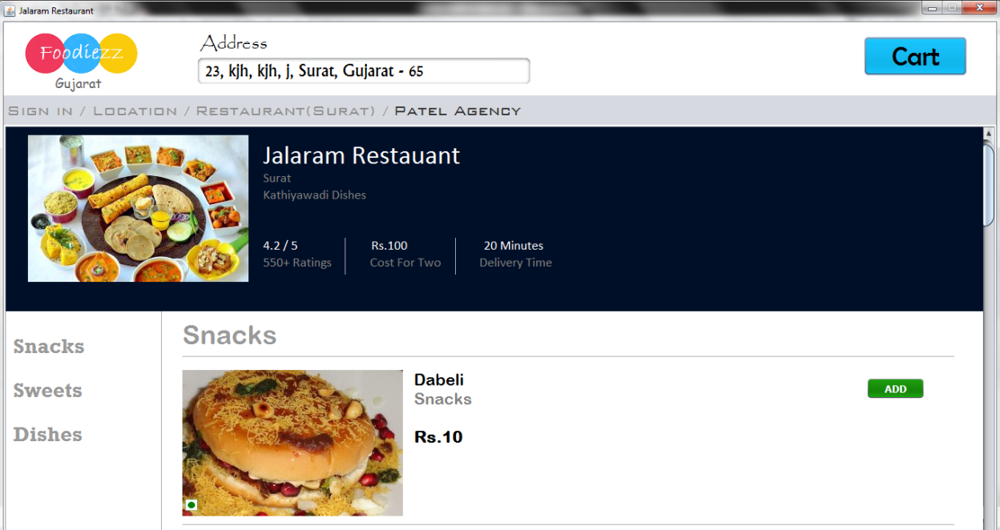 Jalaram Restaurant
Foodiezz
Gujarat
Address
23, kjh, kjh, j, Surat, Gujarat - 65
Cart
Sign in / Location / Restaurant(Surat) / Patel Agency
Jalaram Restauant
Surat
Kathiyawadi Dishes
4.2 / 5
550+ Ratings
Rs.100
Cost For Two
20 Minutes
Delivery Time
Snacks
Sweets
Dishes
Snacks
Dabeli
Snacks
Rs.10
ADD